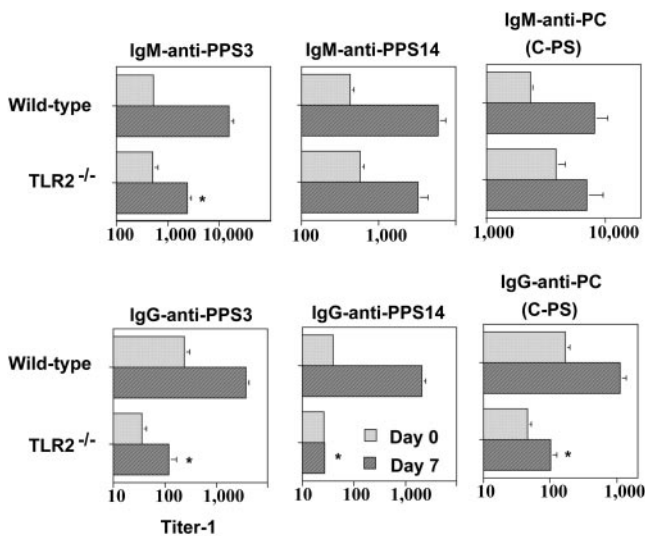 IgM-anti-PPS3
IgM-anti-PPS14
IgM-anti-PC
(C-PS)
Wild-type
TLR2 -/-
*
100 1,000 10,000
1,000
1,000 10,000
IgG-anti-PPS3
IgG-anti-PPS14
IgG-anti-PC
(C-PS)
Wild-type
TLR2 -/-
*
*
*
Day 0
Day 7
10 100 1,000
10 100 1,000
10 100 1,000
Titer-1